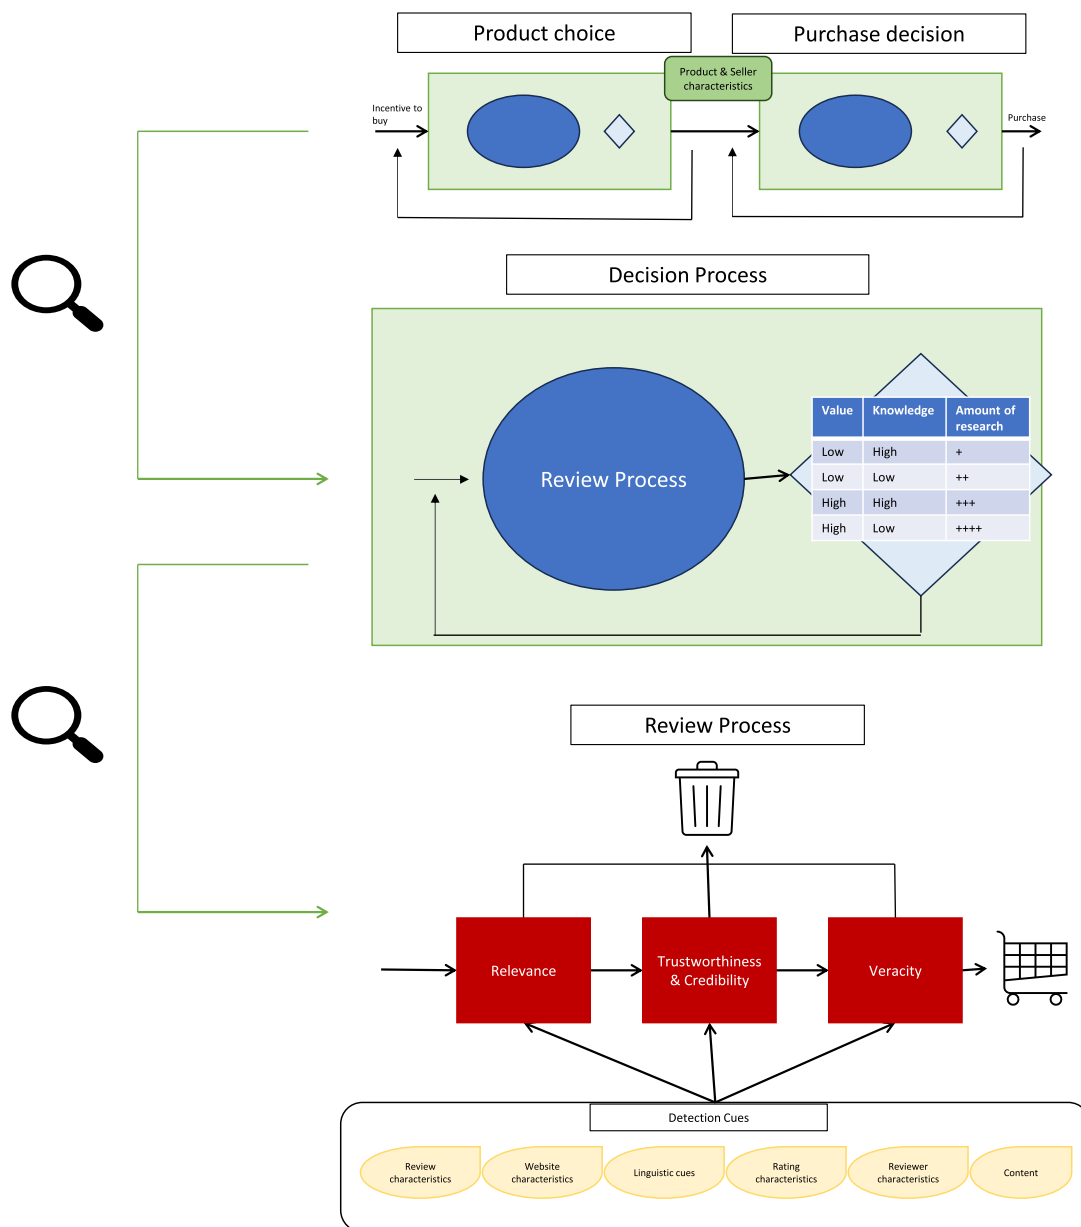 Product choice
Purchase decision
Product & Seller
characteristics
Incentive to
buy
Purchase
Decision Process
Review Process
Value Knowledge Amount of
research
Low High +
Low Low ++
High High +++
High Low ++++
Review Process
Relevance
Trustworthiness
& Credibility
Veracity
Detection Cues
Review
characteristics
Website
characteristics
Linguistic cues
Rating
characteristics
Reviewer
characteristics
Content